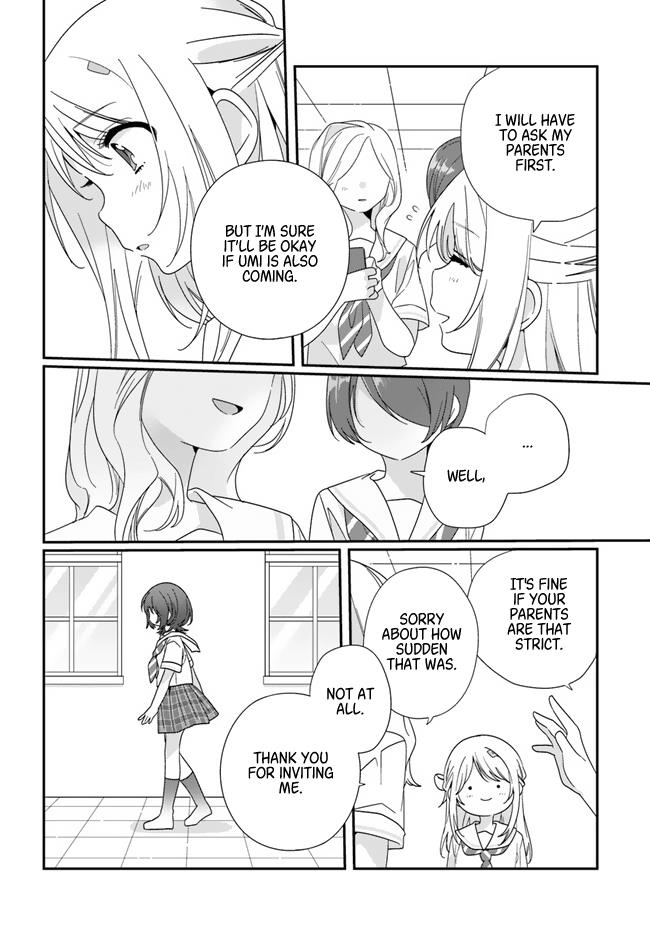 I WILL HAVE
TO ASK MY
PARENTS
FIRST.
BUT I'M SURE
IT'LL BE OKAY
IF UMI IS ALSO
COMING.
...
WELL,
IT'S FINE
IF YOUR
PARENTS
ARE THAT
STRICT.
SORRY
ABOUT HOW
SUDDEN
THAT WAS.
NOT AT
ALL.
THANK YOU
FOR INVITING
ME.